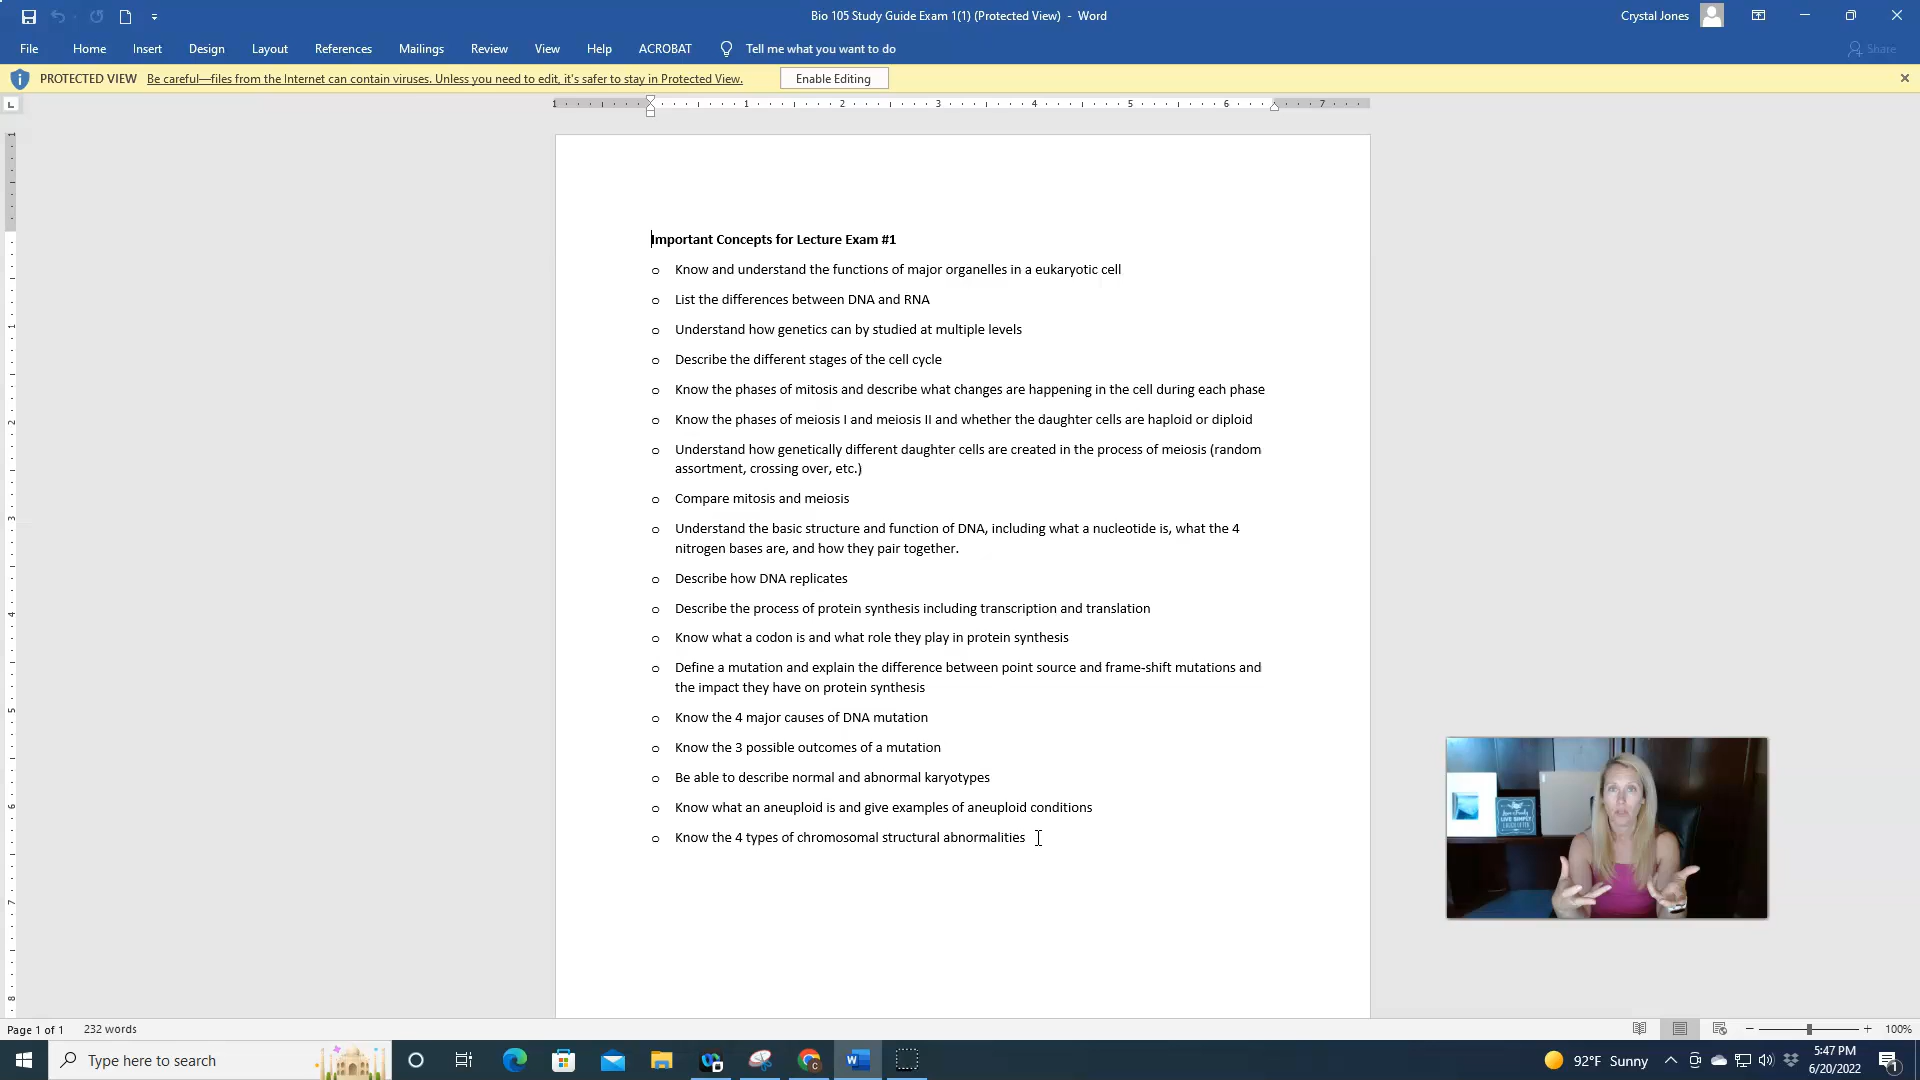 Bio 105 Study Guide Exam 1(1) (Protected View) - Word
Crystal Jones
File Home Insert Design Layout References Mailings Review View Help ACROBAT Tell me what you want to do
Share
PROTECTED VIEW Be careful—files from the Internet can contain viruses. Unless you need to edit, it's safer to stay in Protected View. Enable Editing
1 1 2 3 4 5 6 7
Important Concepts for Lecture Exam #1
o Know and understand the functions of major organelles in a eukaryotic cell
o List the differences between DNA and RNA
o Understand how genetics can by studied at multiple levels
o Describe the different stages of the cell cycle
o Know the phases of mitosis and describe what changes are happening in the cell during each phase
o Know the phases of meiosis I and meiosis II and whether the daughter cells are haploid or diploid
o Understand how genetically different daughter cells are created in the process of meiosis (random
assortment, crossing over, etc.)
o Compare mitosis and meiosis
o Understand the basic structure and function of DNA, including what a nucleotide is, what the 4
nitrogen bases are, and how they pair together.
o Describe how DNA replicates
o Describe the process of protein synthesis including transcription and translation
o Know what a codon is and what role they play in protein synthesis
o Define a mutation and explain the difference between point source and frame-shift mutations and
the impact they have on protein synthesis
o Know the 4 major causes of DNA mutation
o Know the 3 possible outcomes of a mutation
o Be able to describe normal and abnormal karyotypes
o Know what an aneuploid is and give examples of aneuploid conditions
o Know the 4 types of chromosomal structural abnormalities
LIVE SIMPLY
Page 1 of 1 232 words
100%
Type here to search
92°F Sunny
5:47 PM
6/20/2022
1